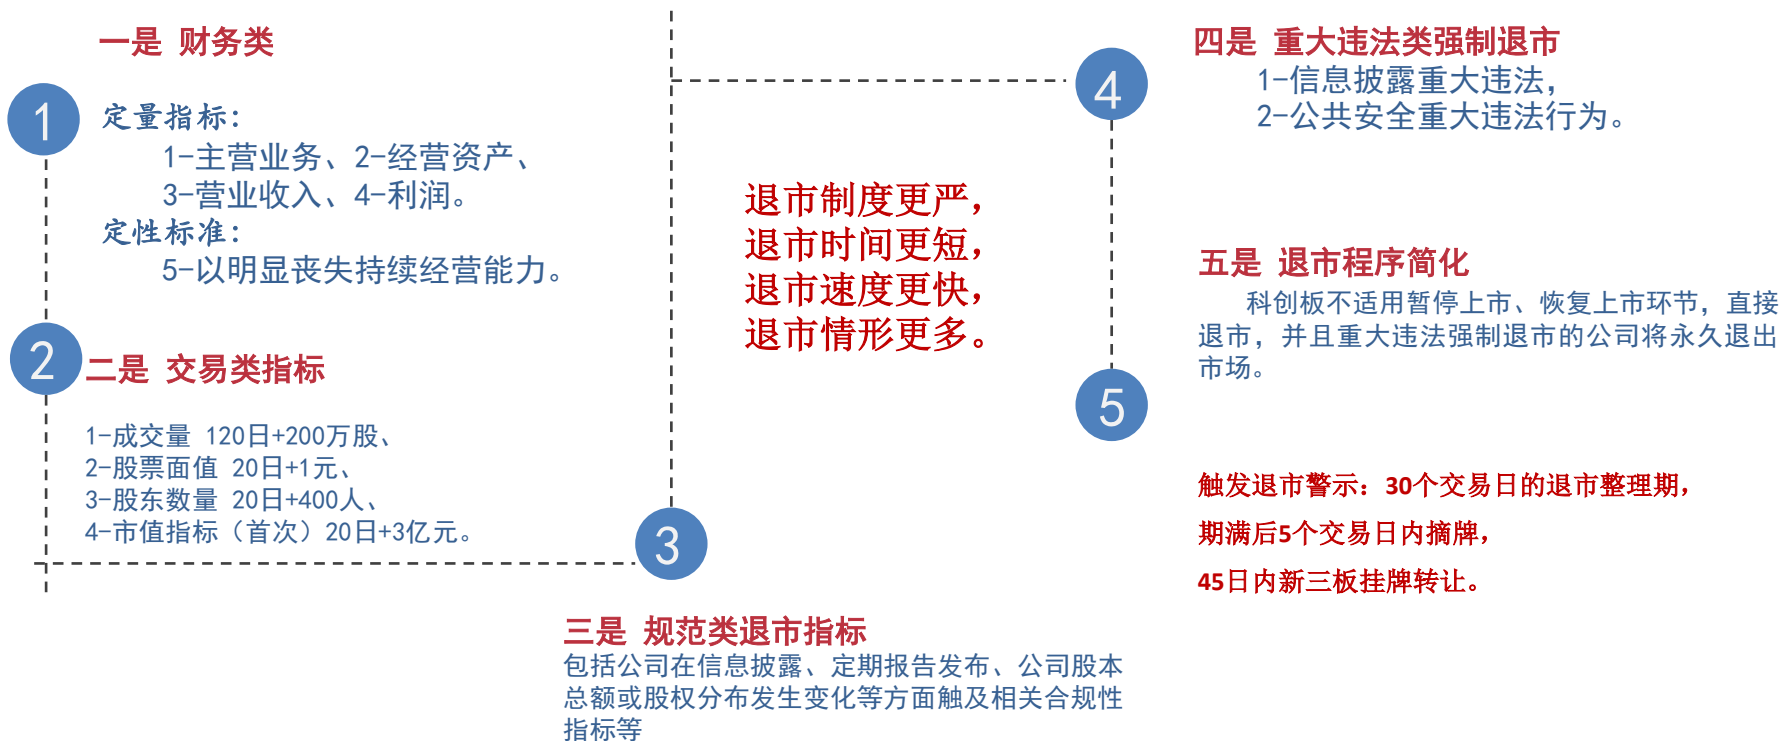 一是 财务类
1
定量指标：
1-主营业务、2-经营资产、
3-营业收入、4-利润。
定性标准：
5-以明显丧失持续经营能力。
2
二是 交易类指标
1-成交量 120日+200万股、
2-股票面值 20日+1元、
3-股东数量 20日+400人、
4-市值指标（首次）20日+3亿元。
3
三是 规范类退市指标
包括公司在信息披露、定期报告发布、公司股本
总额或股权分布发生变化等方面触及相关合规性
指标等
退市制度更严，
退市时间更短，
退市速度更快，
退市情形更多。
4
四是 重大违法类强制退市
1-信息披露重大违法，
2-公共安全重大违法行为。
5
五是 退市程序简化
科创板不适用暂停上市、恢复上市环节，直接
退市，并且重大违法强制退市的公司将永久退出
市场。
触发退市警示：30个交易日的退市整理期，
期满后5个交易日内摘牌，
45日内新三板挂牌转让。